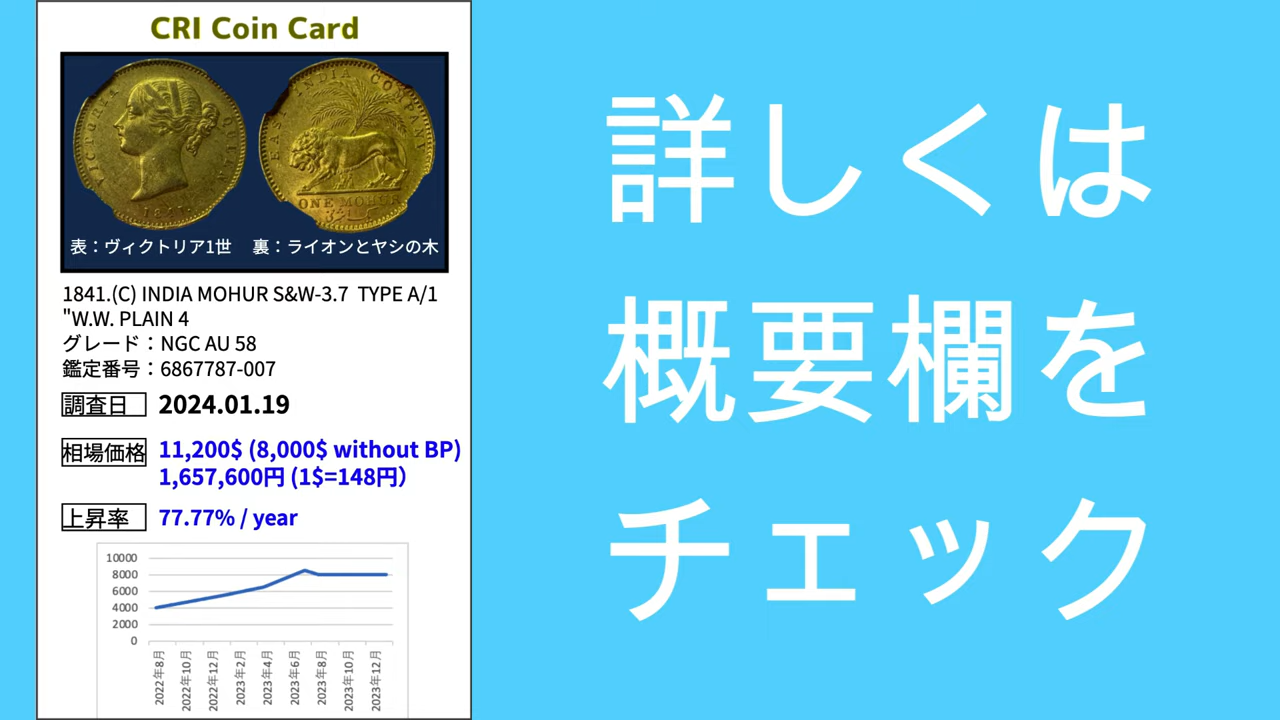 CRI Coin Card
VICTORIA QUEEN
1841.
EAST INDIA COMPANY
ONE MOHUR
表：ヴィクトリア1世 裏：ライオンとヤシの木
1841.(C) INDIA MOHUR S&W-3.7 TYPE A/1
"W.W. PLAIN 4
グレード：NGC AU 58
鑑定番号：6867787-007
調査日 2024.01.19
相場価格 11,200$ (8,000$ without BP)
1,657,600円 (1$=148円）
上昇率 77.77% / year
10000
8000
6000
4000
2000
0
2022年8月
2022年10月
2022年12月
2023年2月
2023年4月
2023年6月
2023年8月
2023年10月
2023年12月
詳しくは
概要欄を
チェック